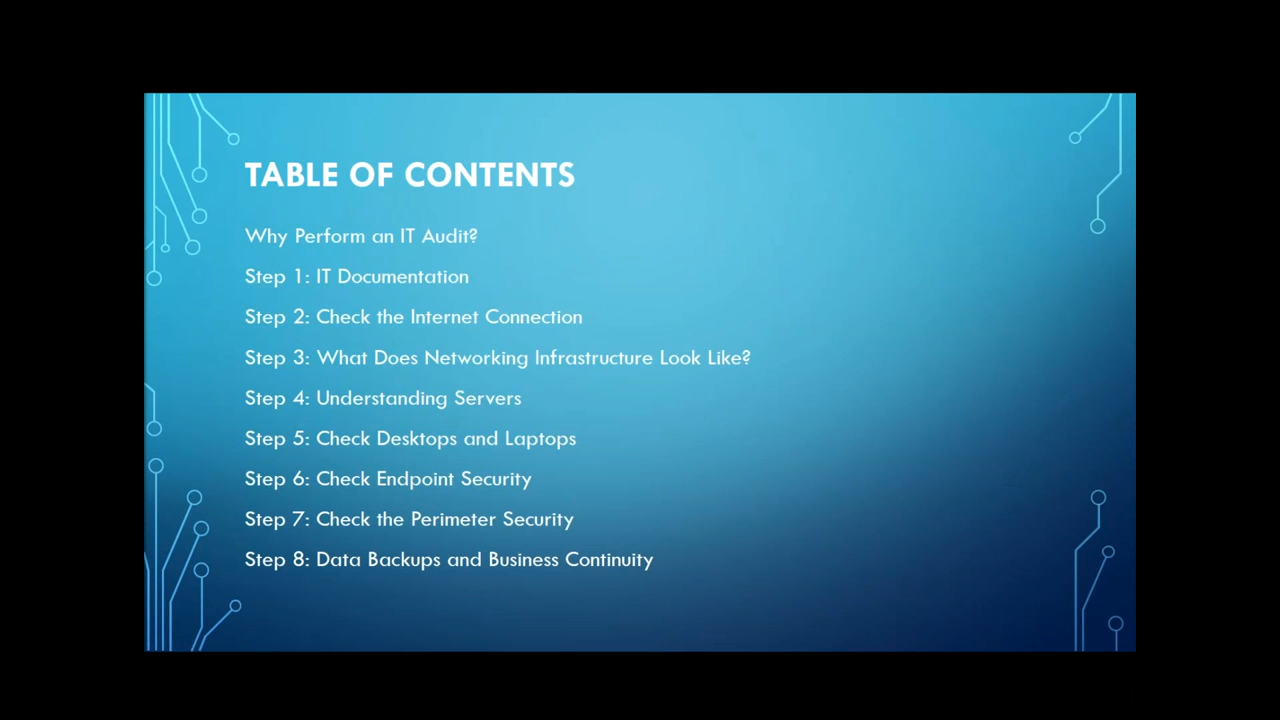 TABLE OF CONTENTS
Why Perform an IT Audit?
Step 1: IT Documentation
Step 2: Check the Internet Connection
Step 3: What Does Networking Infrastructure Look Like?
Step 4: Understanding Servers
Step 5: Check Desktops and Laptops
Step 6: Check Endpoint Security
Step 7: Check the Perimeter Security
Step 8: Data Backups and Business Continuity